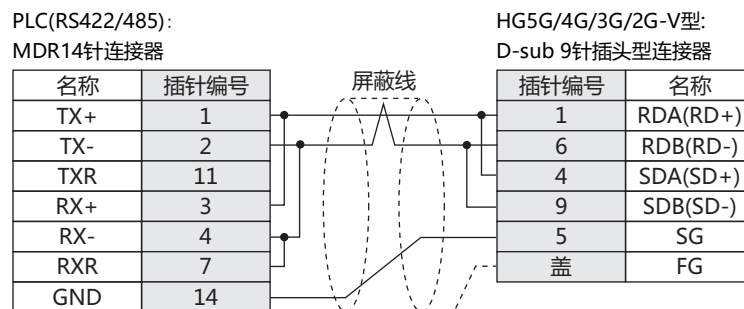 PLC(RS422/485):
MDR14针连接器
HG5G/4G/3G/2G-V型:
D-sub 9针插头型连接器
名称 插针编号 屏蔽线 插针编号 名称
TX+ 1 1 RDA(RD+)
TX- 2 6 RDB(RD-)
TXR 11 4 SDA(SD+)
RX+ 3 9 SDB(SD-)
RX- 4 5 SG
RXR 7 盖 FG
GND 14